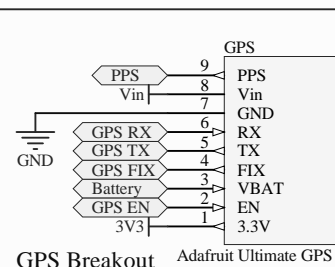 GPS
PPS 9 PPS
Vin 8 Vin
7 GND
GND
GPS RX 6 RX
GPS TX 5 TX
GPS FIX 4 FIX
Battery 3 VBAT
GPS EN 2 EN
3V3 1 3.3V
GPS Breakout Adafruit Ultimate GPS